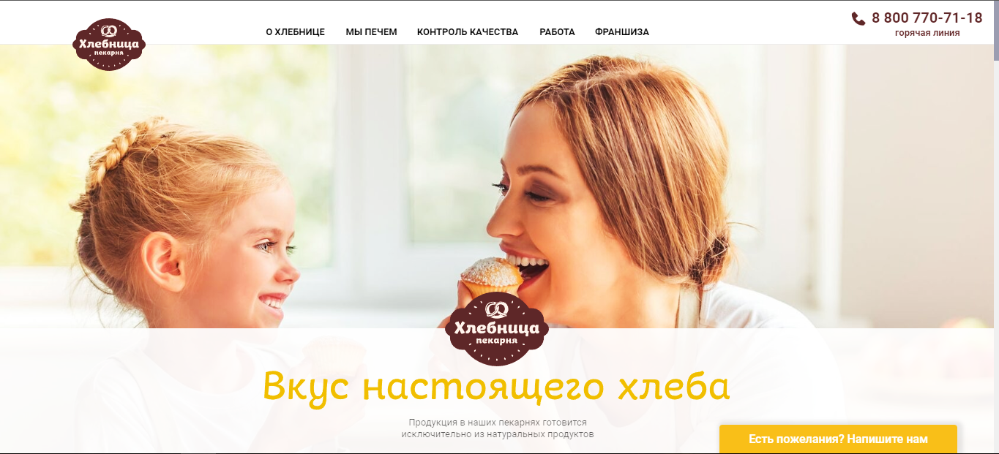 Хлебница
пекарня
О ХЛЕБНИЦЕ
МЫ ПЕЧЕМ
КОНТРОЛЬ КАЧЕСТВА
РАБОТА
ФРАНШИЗА
8 800 770-71-18
горячая линия
Хлебница
пекарня
Вкус настоящего хлеба
Продукция в наших пекарнях готовится
исключительно из натуральных продуктов
Есть пожелания? Напишите нам